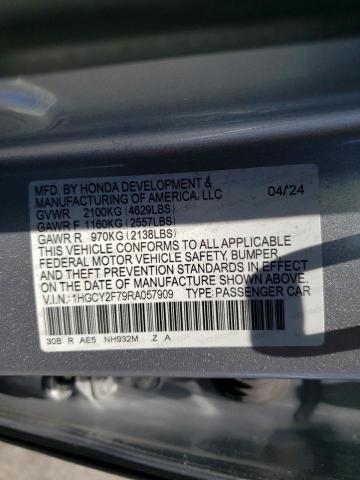 MFD. BY HONDA DEVELOPMENT &
MANUFACTURING OF AMERICA, LLC 04/24
GVWR 2100KG (4629LBS)
GAWR F 1160KG (2557LBS)
GAWR R 970KG (2138LBS)
THIS VEHICLE CONFORMS TO ALL APPLICABLE
FEDERAL MOTOR VEHICLE SAFETY, BUMPER,
AND THEFT PREVENTION STANDARDS IN EFFECT
ON THE DATE OF MANUFACTURE SHOWN ABOVE.
V.I.N.: 1HGCY2F79RA057909 TYPE: PASSENGER CAR
30B R AE5 NH932M Z A